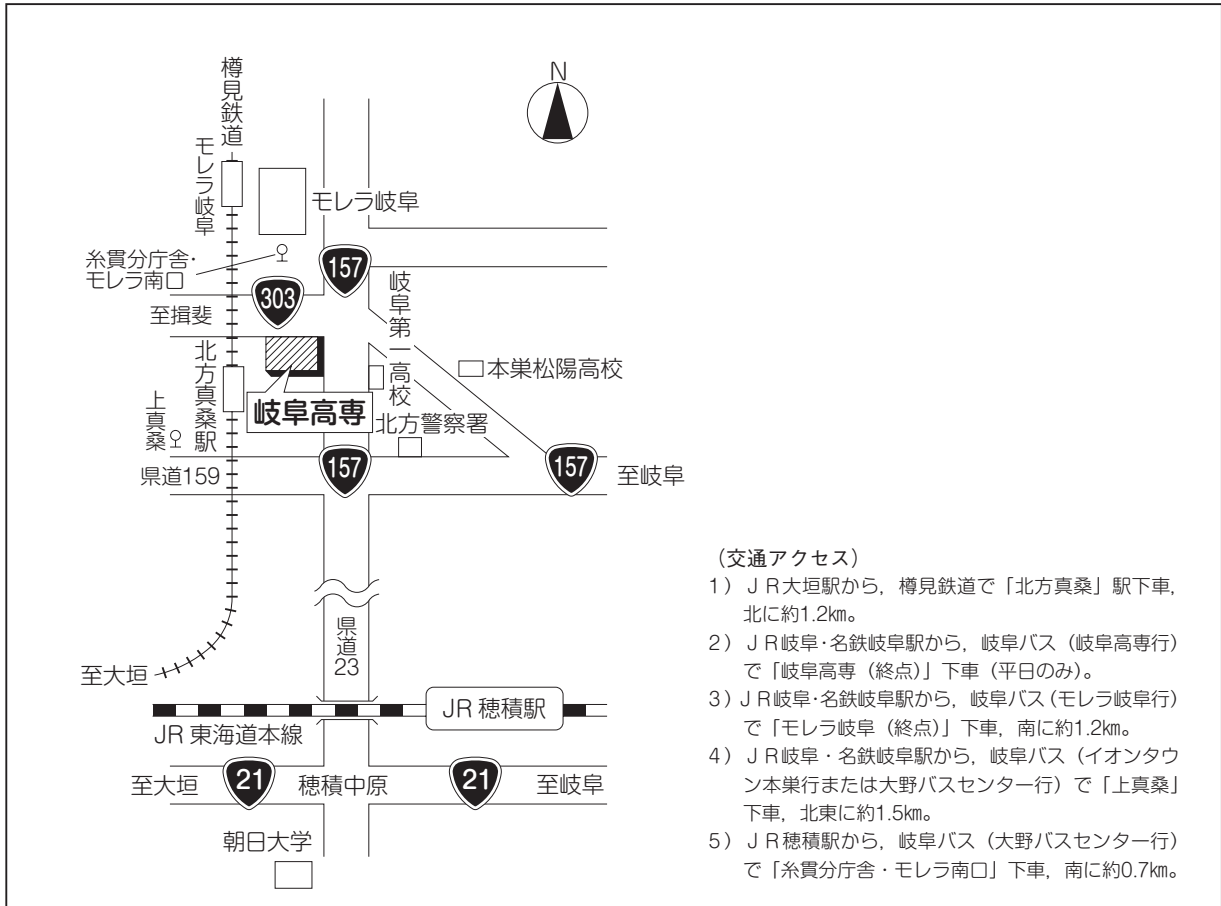 N
樽見鉄道
モレラ岐阜
モレラ岐阜
糸貫分庁舎・
モレラ南口
157
303
至揖斐
岐阜第一高校
本巣松陽高校
北方真桑駅
岐阜高専
上真桑
北方警察署
県道159
157
157
至岐阜
県道23
至大垣
JR 穂積駅
JR 東海道本線
至大垣
21
穂積中原
21
至岐阜
朝日大学
（交通アクセス）
1） ＪＲ大垣駅から，樽見鉄道で「北方真桑」駅下車，
北に約1.2㎞。
2） ＪＲ岐阜・名鉄岐阜駅から，岐阜バス（岐阜高専行）
で「岐阜高専（終点）」下車（平日のみ）。
3）ＪＲ岐阜・名鉄岐阜駅から，岐阜バス（モレラ岐阜行）
で「モレラ岐阜（終点）」下車，南に約1.2㎞。
4） ＪＲ岐阜・名鉄岐阜駅から，岐阜バス（イオンタウ
ン本巣行または大野バスセンター行）で「上真桑」
下車，北東に約1.5㎞。
5） ＪＲ穂積駅から，岐阜バス（大野バスセンター行）
で「糸貫分庁舎・モレラ南口」下車，南に約0.7㎞。